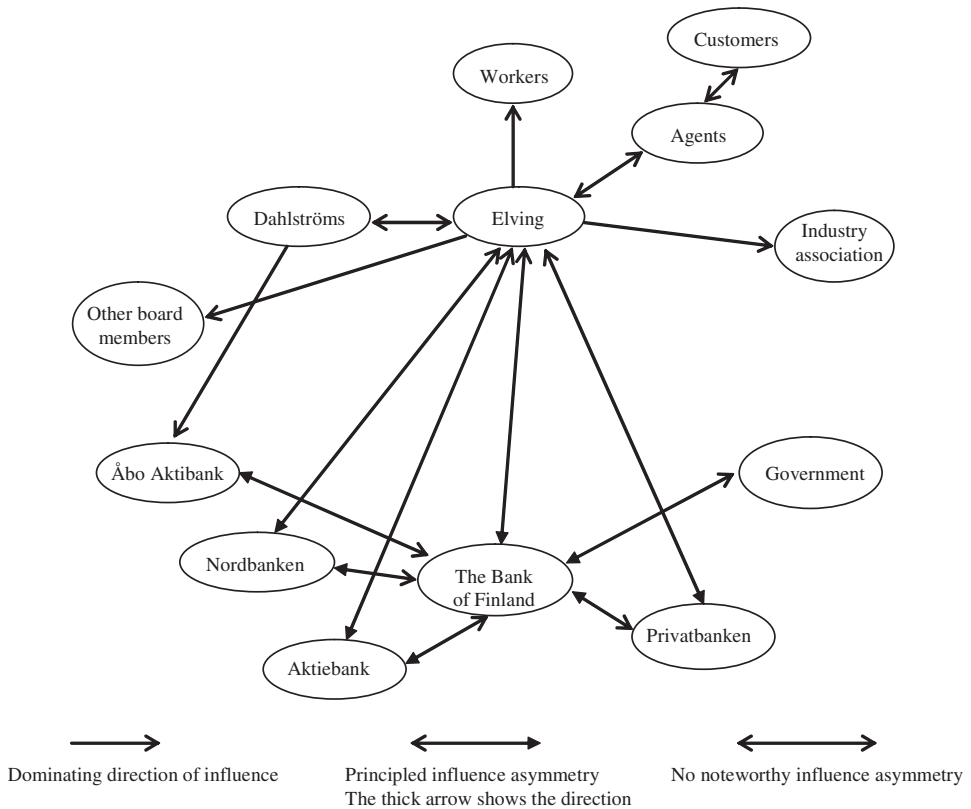 Customers
Workers
Agents
Dahlströms
Elving
Industry
association
Other board
members
Åbo Aktibank
Government
Nordbanken
The Bank
of Finland
Privatbanken
Aktiebank
Dominating direction of influence
Principled influence asymmetry
The thick arrow shows the direction
No noteworthy influence asymmetry